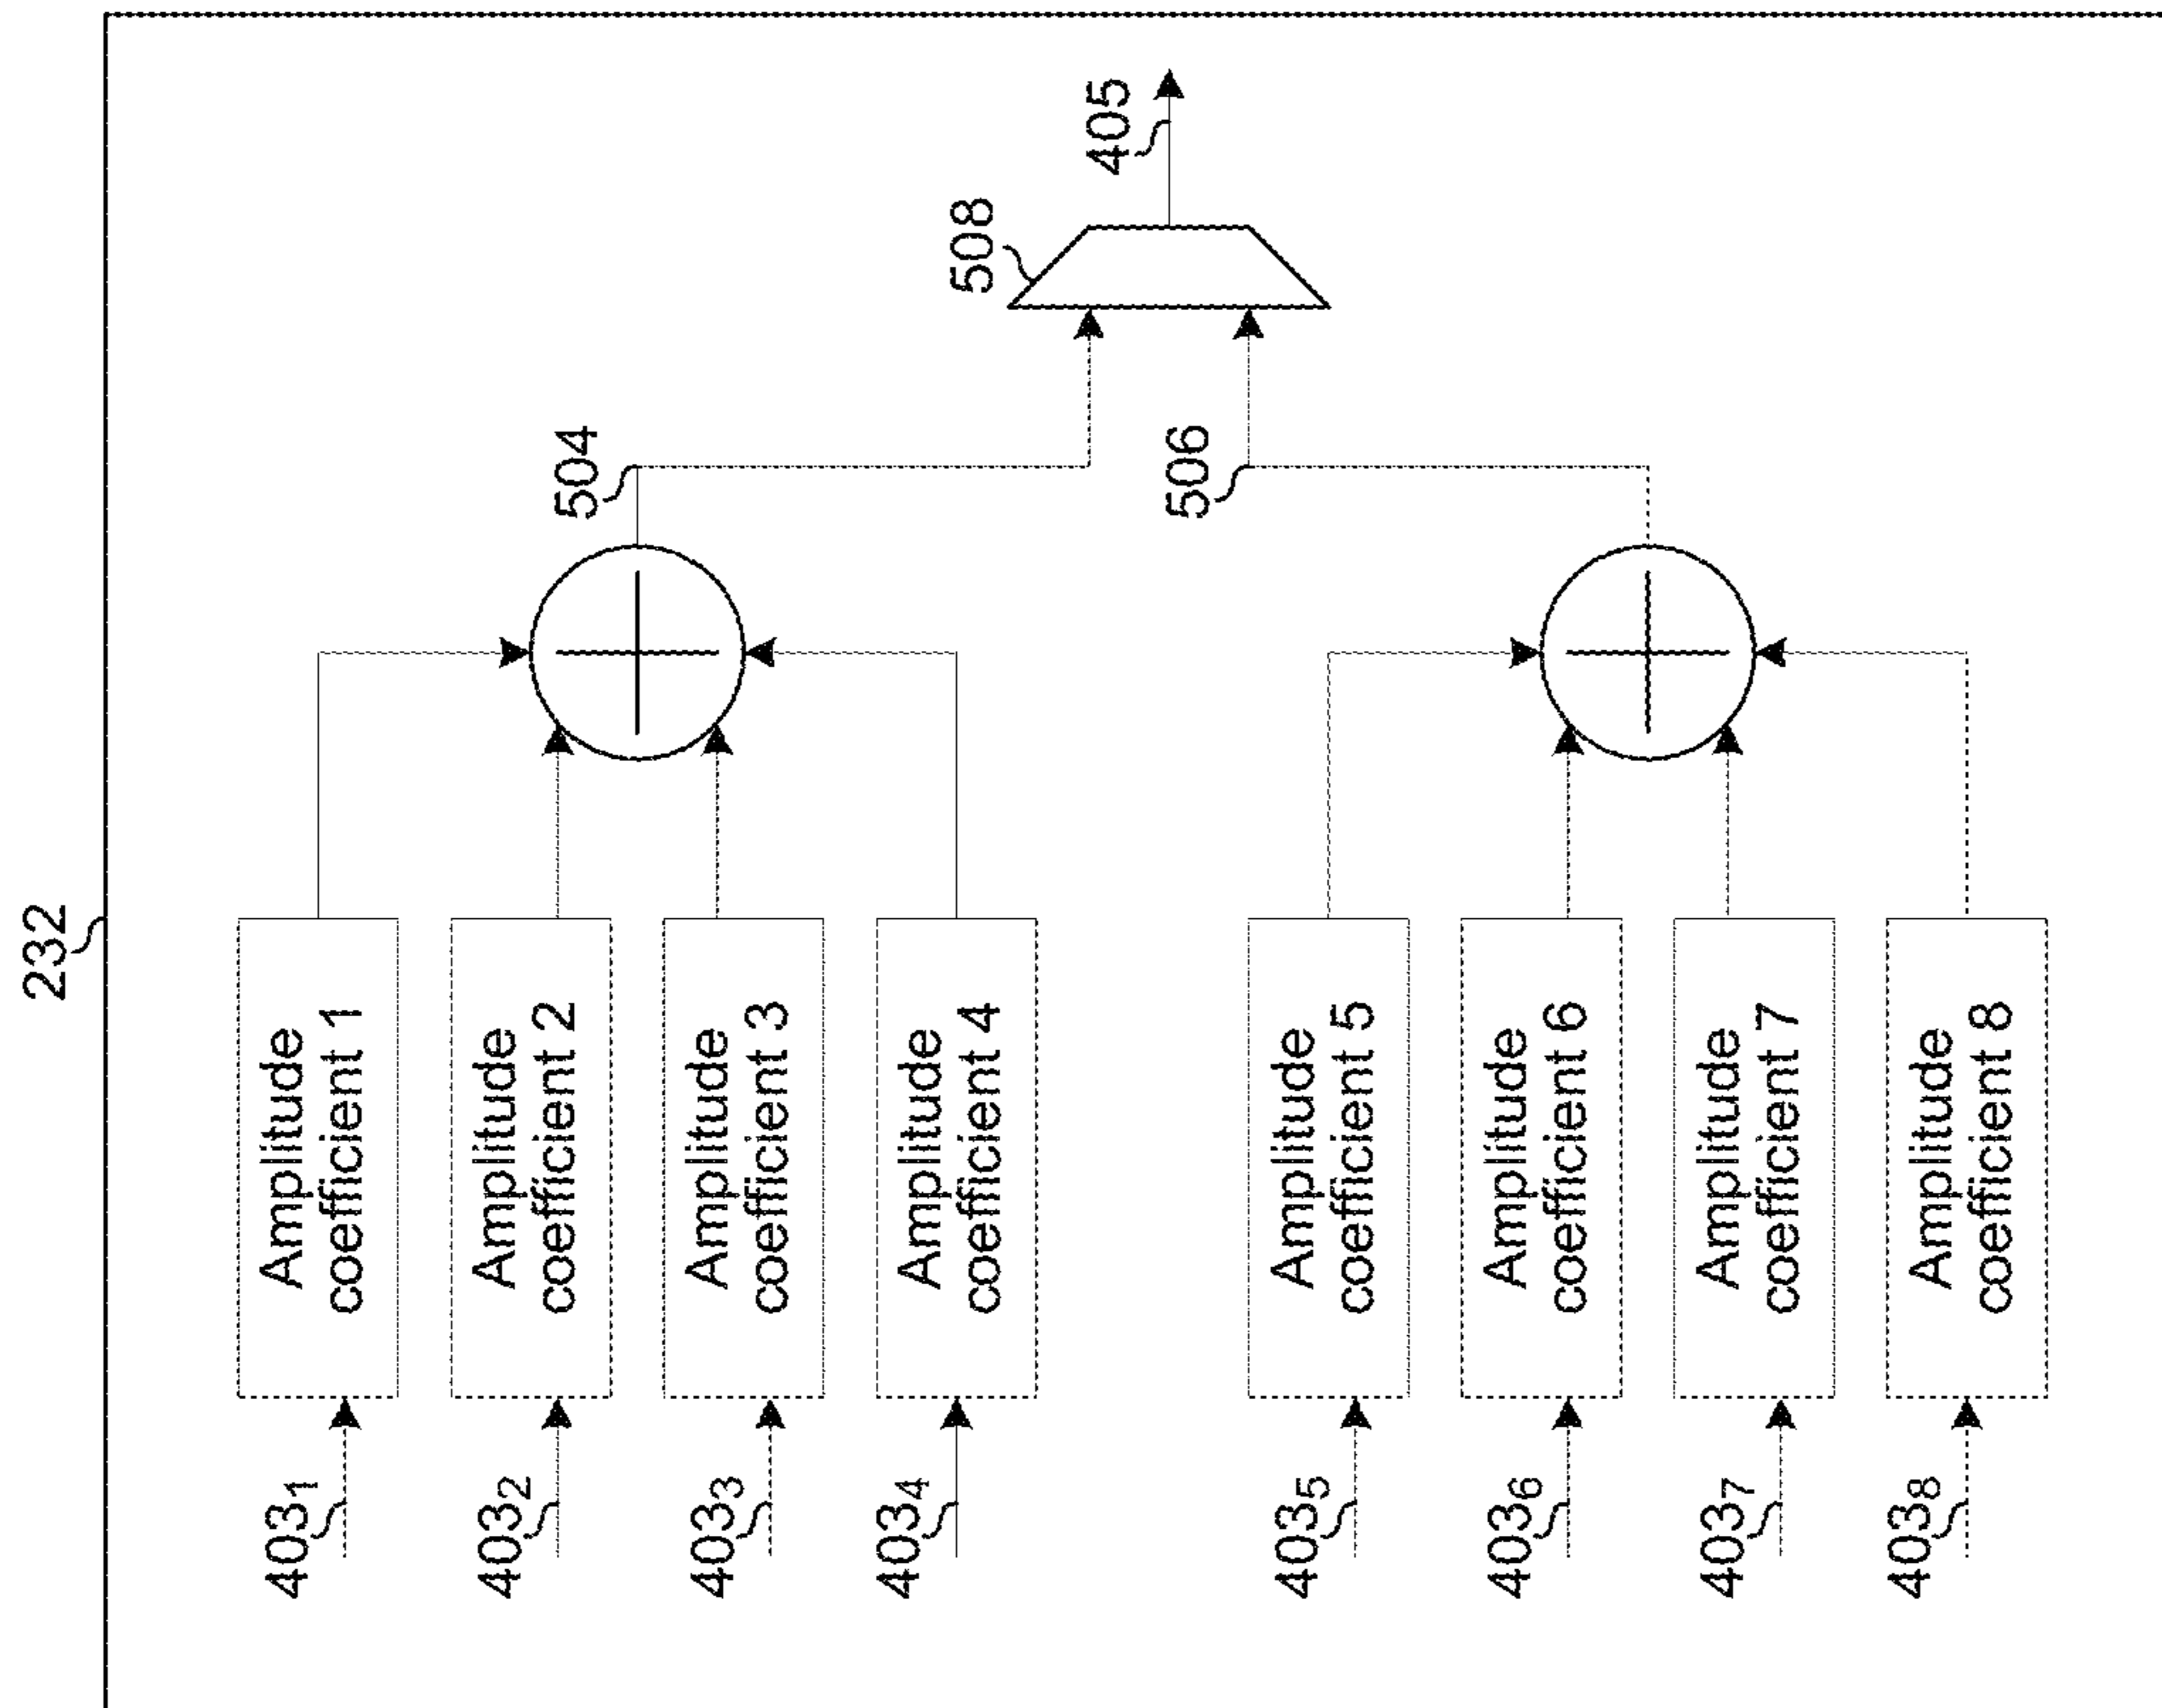 232
403₁
Amplitude
coefficient 1
403₂
Amplitude
coefficient 2
403₃
Amplitude
coefficient 3
403₄
Amplitude
coefficient 4
504
508
405
506
403₅
Amplitude
coefficient 5
403₆
Amplitude
coefficient 6
403₇
Amplitude
coefficient 7
403₈
Amplitude
coefficient 8